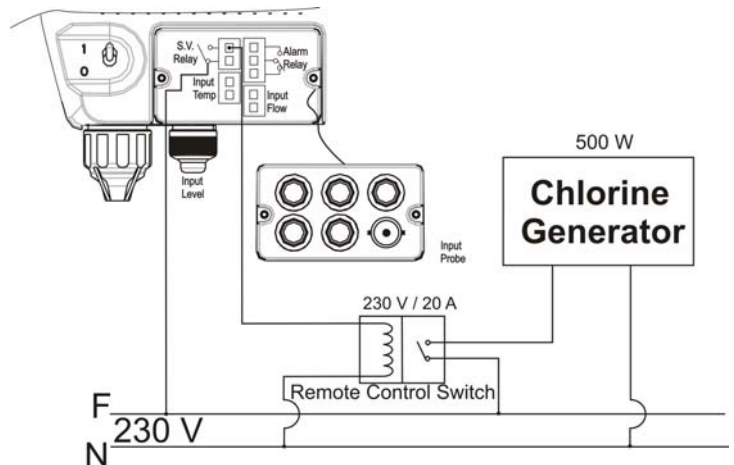 1
0
S.V.
Relay
Alarm
Relay
Input
Temp
Input
Flow
Input
Level
Input
Probe
500 W
Chlorine
Generator
230 V / 20 A
Remote Control Switch
F
230 V
N